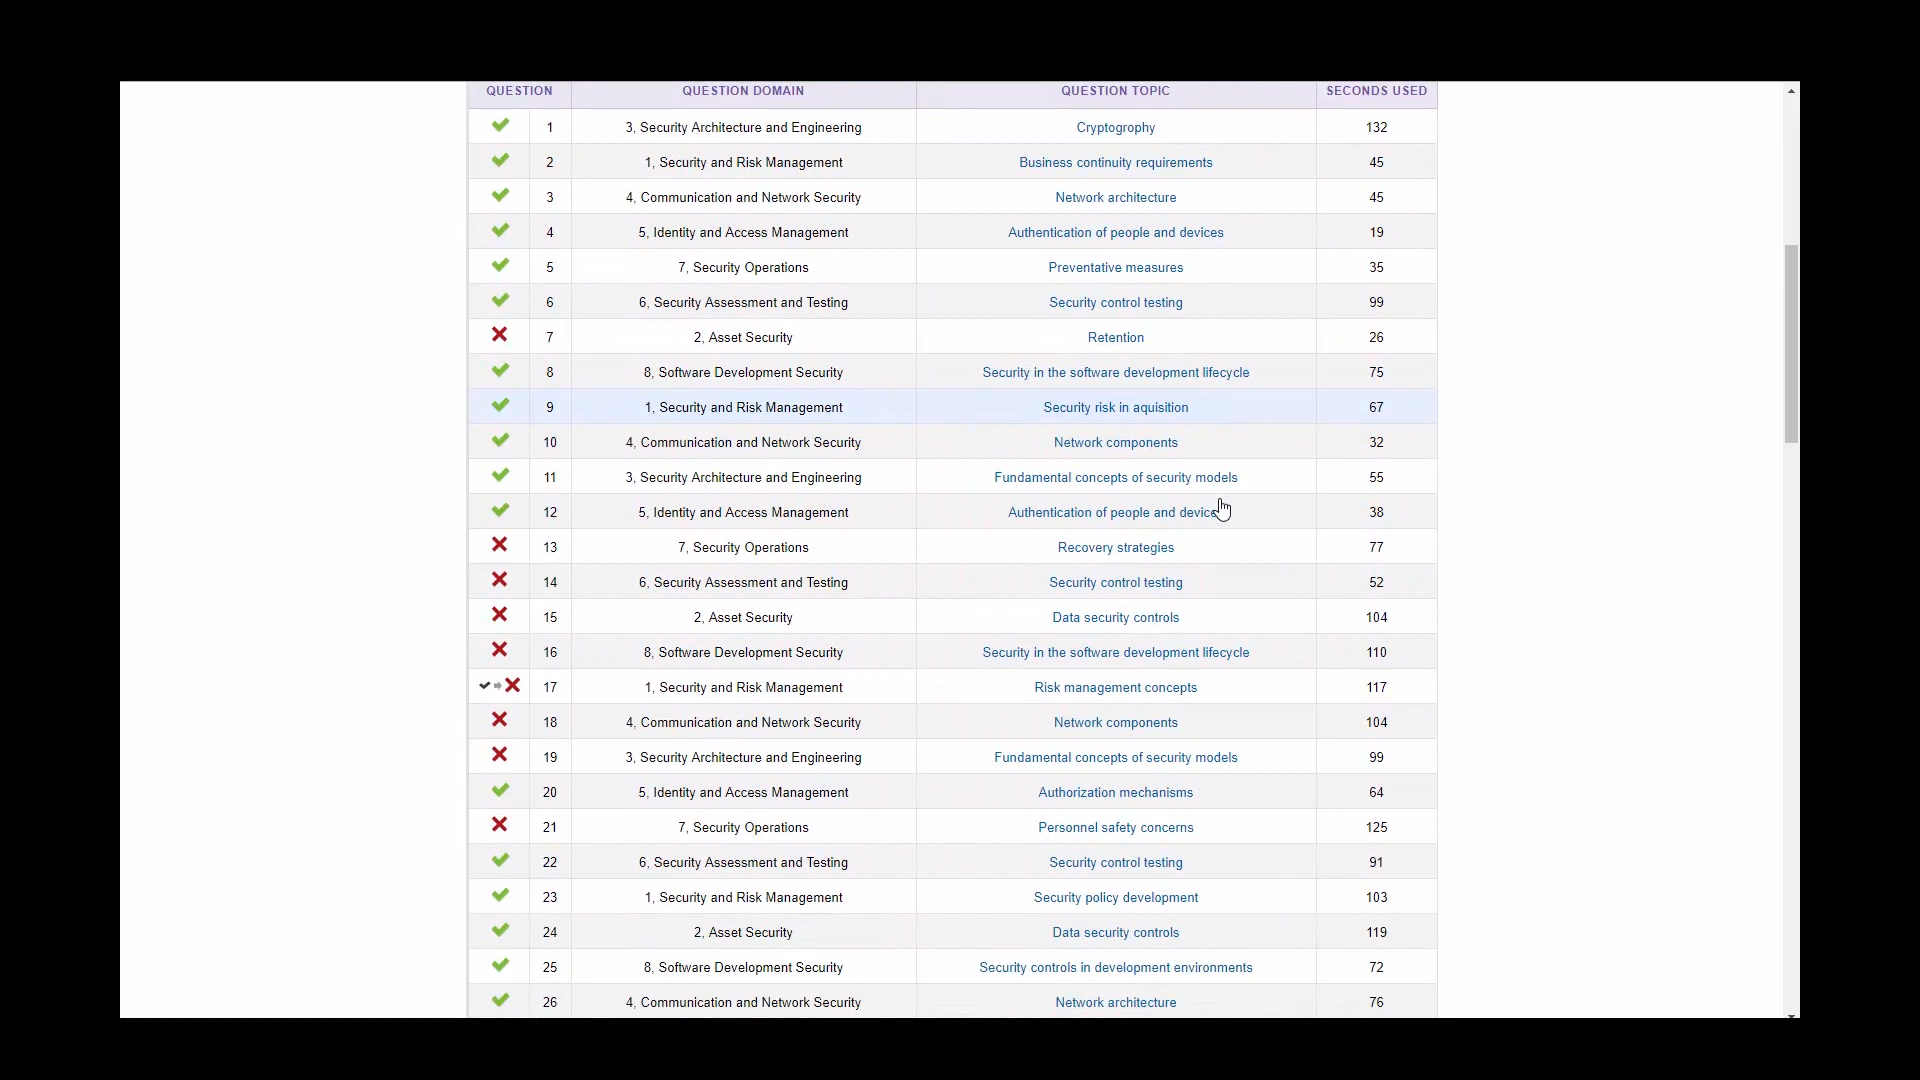 QUESTION QUESTION DOMAIN QUESTION TOPIC SECONDS USED
1 3, Security Architecture and Engineering Cryptography 132
2 1, Security and Risk Management Business continuity requirements 45
3 4, Communication and Network Security Network architecture 45
4 5, Identity and Access Management Authentication of people and devices 19
5 7, Security Operations Preventative measures 35
6 6, Security Assessment and Testing Security control testing 99
7 2, Asset Security Retention 26
8 8, Software Development Security Security in the software development lifecycle 75
9 1, Security and Risk Management Security risk in aquisition 67
10 4, Communication and Network Security Network components 32
11 3, Security Architecture and Engineering Fundamental concepts of security models 55
12 5, Identity and Access Management Authentication of people and devices 38
13 7, Security Operations Recovery strategies 77
14 6, Security Assessment and Testing Security control testing 52
15 2, Asset Security Data security controls 104
16 8, Software Development Security Security in the software development lifecycle 110
17 1, Security and Risk Management Risk management concepts 117
18 4, Communication and Network Security Network components 104
19 3, Security Architecture and Engineering Fundamental concepts of security models 99
20 5, Identity and Access Management Authorization mechanisms 64
21 7, Security Operations Personnel safety concerns 125
22 6, Security Assessment and Testing Security control testing 91
23 1, Security and Risk Management Security policy development 103
24 2, Asset Security Data security controls 119
25 8, Software Development Security Security controls in development environments 72
26 4, Communication and Network Security Network architecture 76